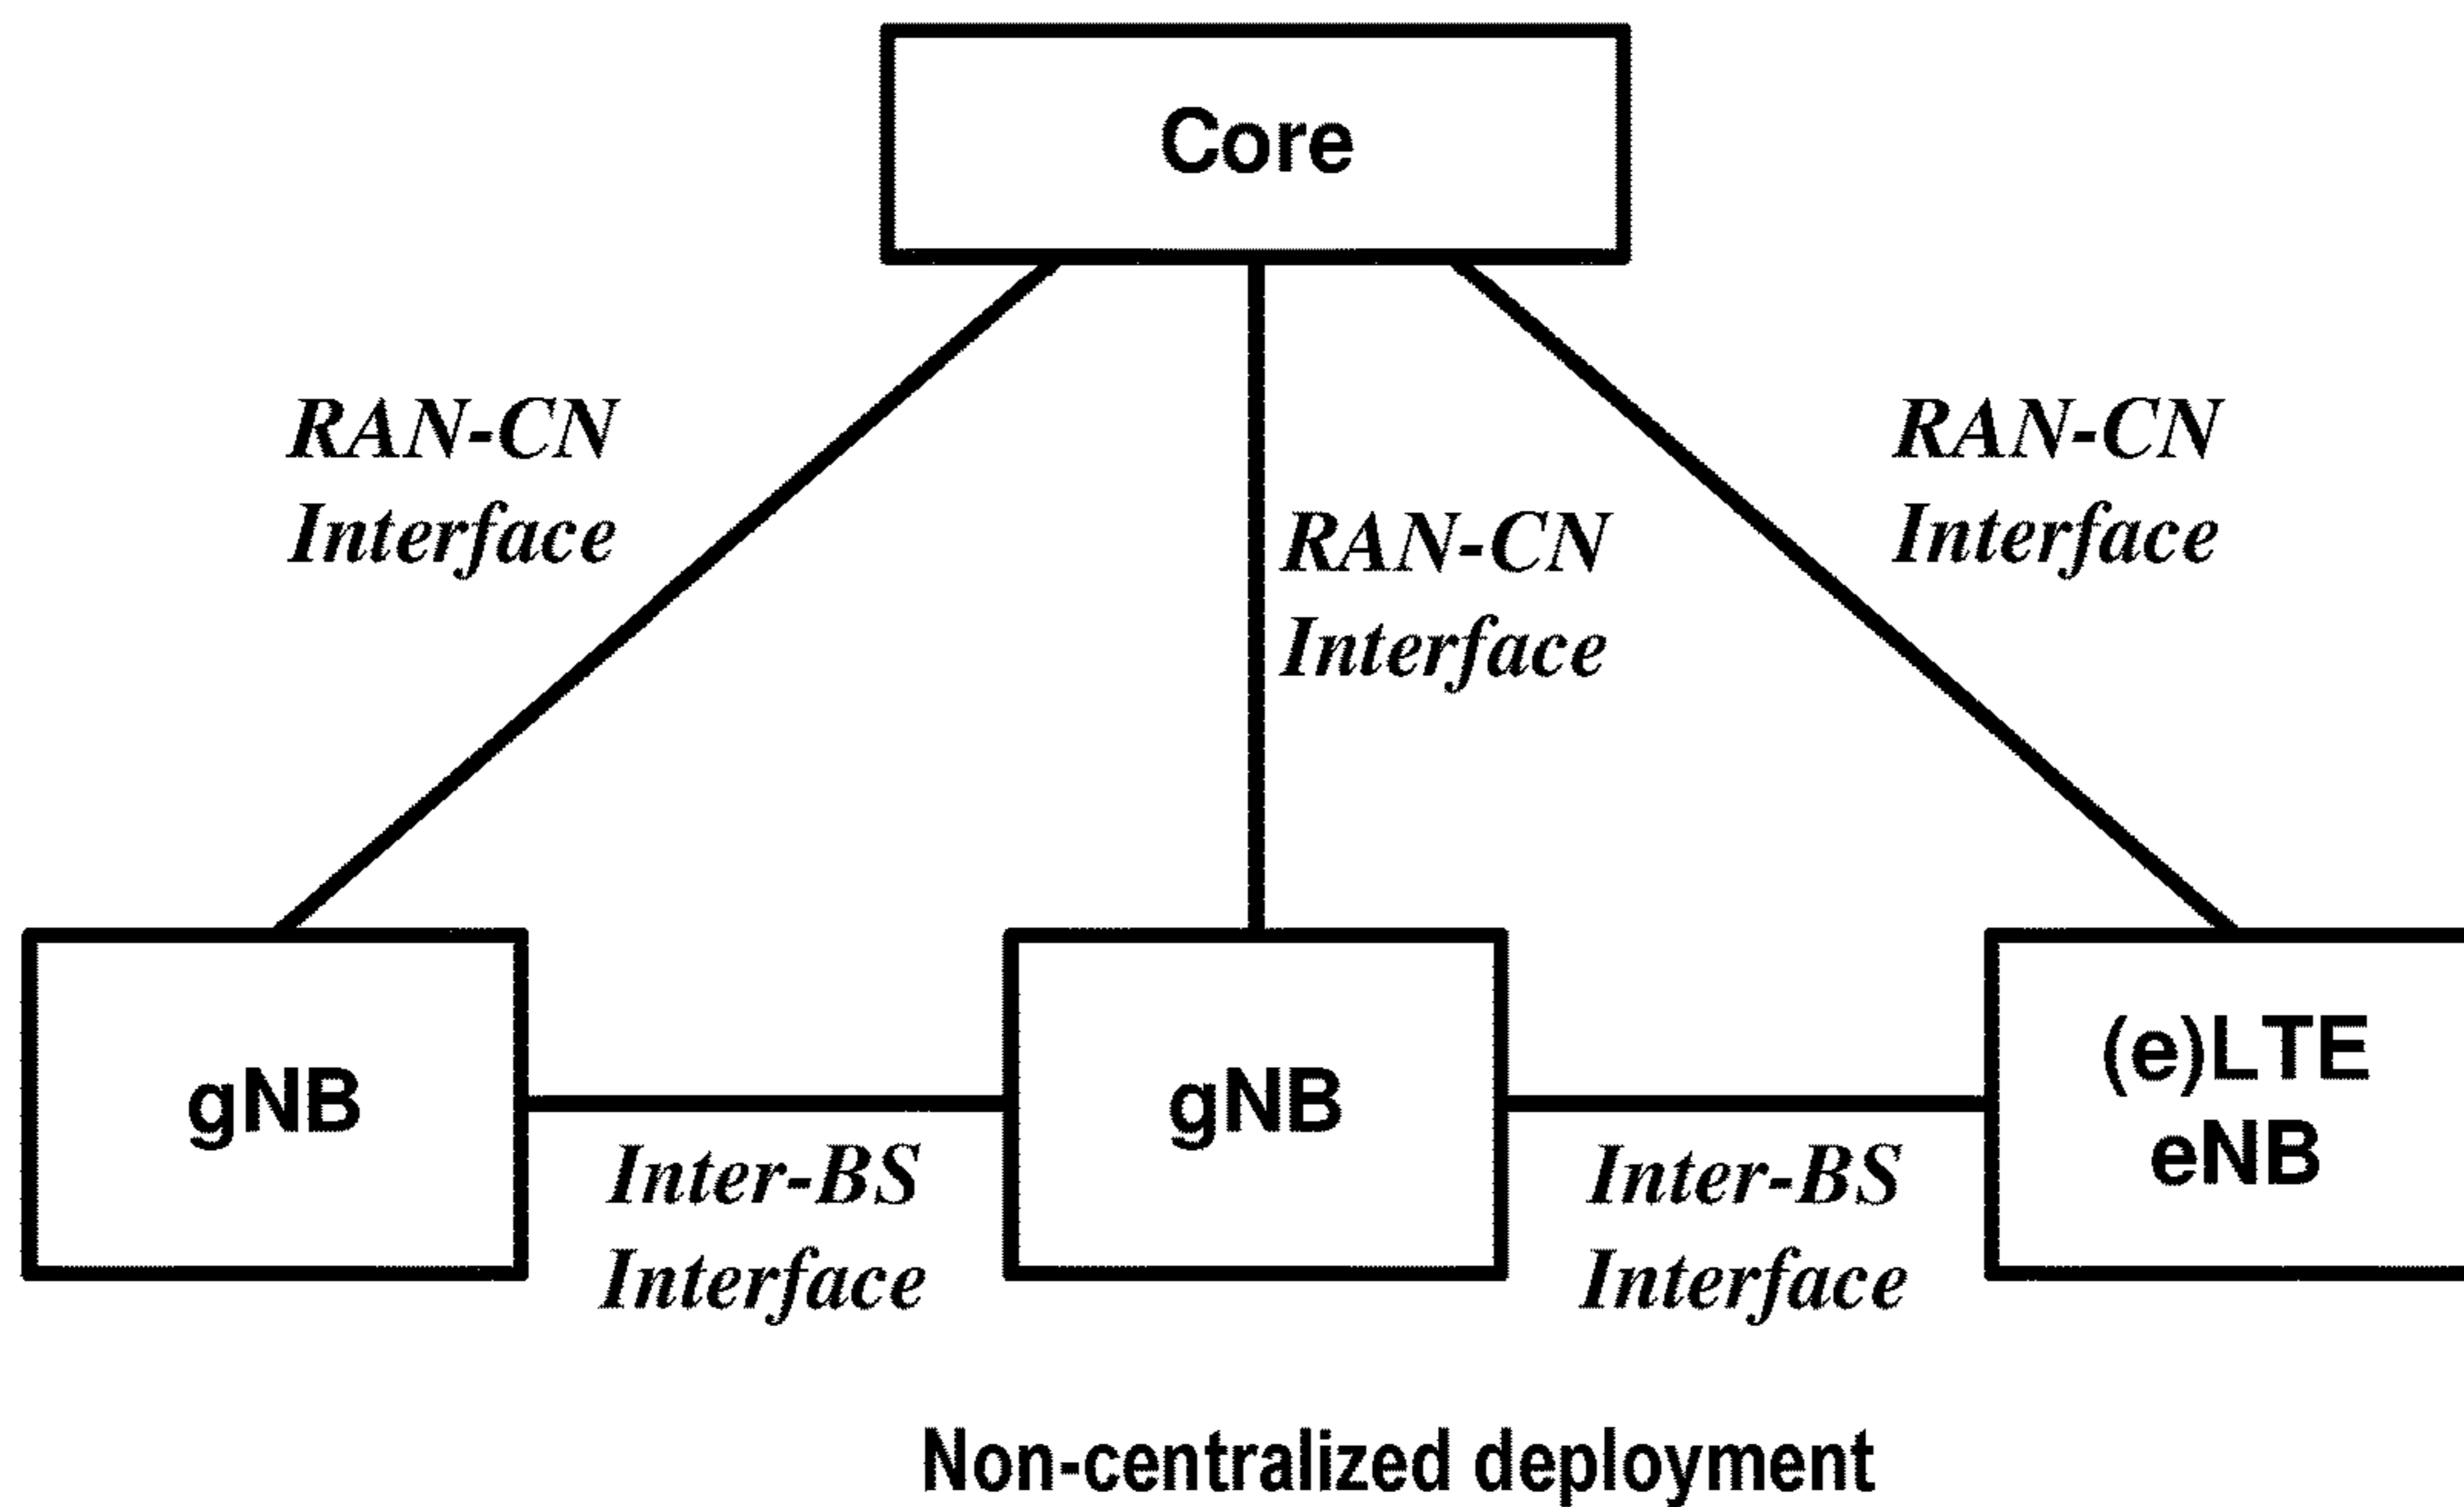 Core
RAN-CN
Interface
RAN-CN
Interface
RAN-CN
Interface
gNB
gNB
(e)LTE
eNB
Inter-BS
Interface
Inter-BS
Interface
Non-centralized deployment